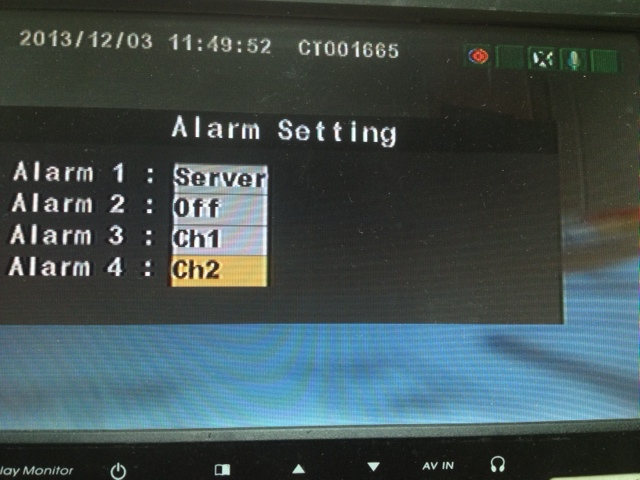 2013/12/03 11:49:52 CT001665
Alarm Setting
Alarm 1 : Server
Alarm 2 : Off
Alarm 3 : Ch1
Alarm 4 : Ch2
lay Monitor AV IN